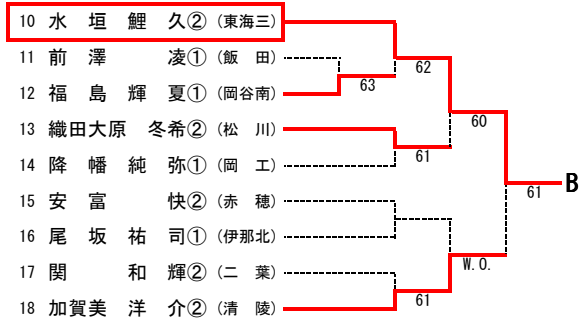 10 水垣鯉久② (東海三)
11 前澤凌① (飯田)
12 福島輝夏① (岡谷南)
13 織田大原冬希② (松川)
14 降幡純弥① (岡工)
15 安富快② (赤穂)
16 尾坂祐司① (伊那北)
17 関和輝② (二葉)
18 加賀美洋介② (清陵)
62
63
60
61
61
B
W.O.
61